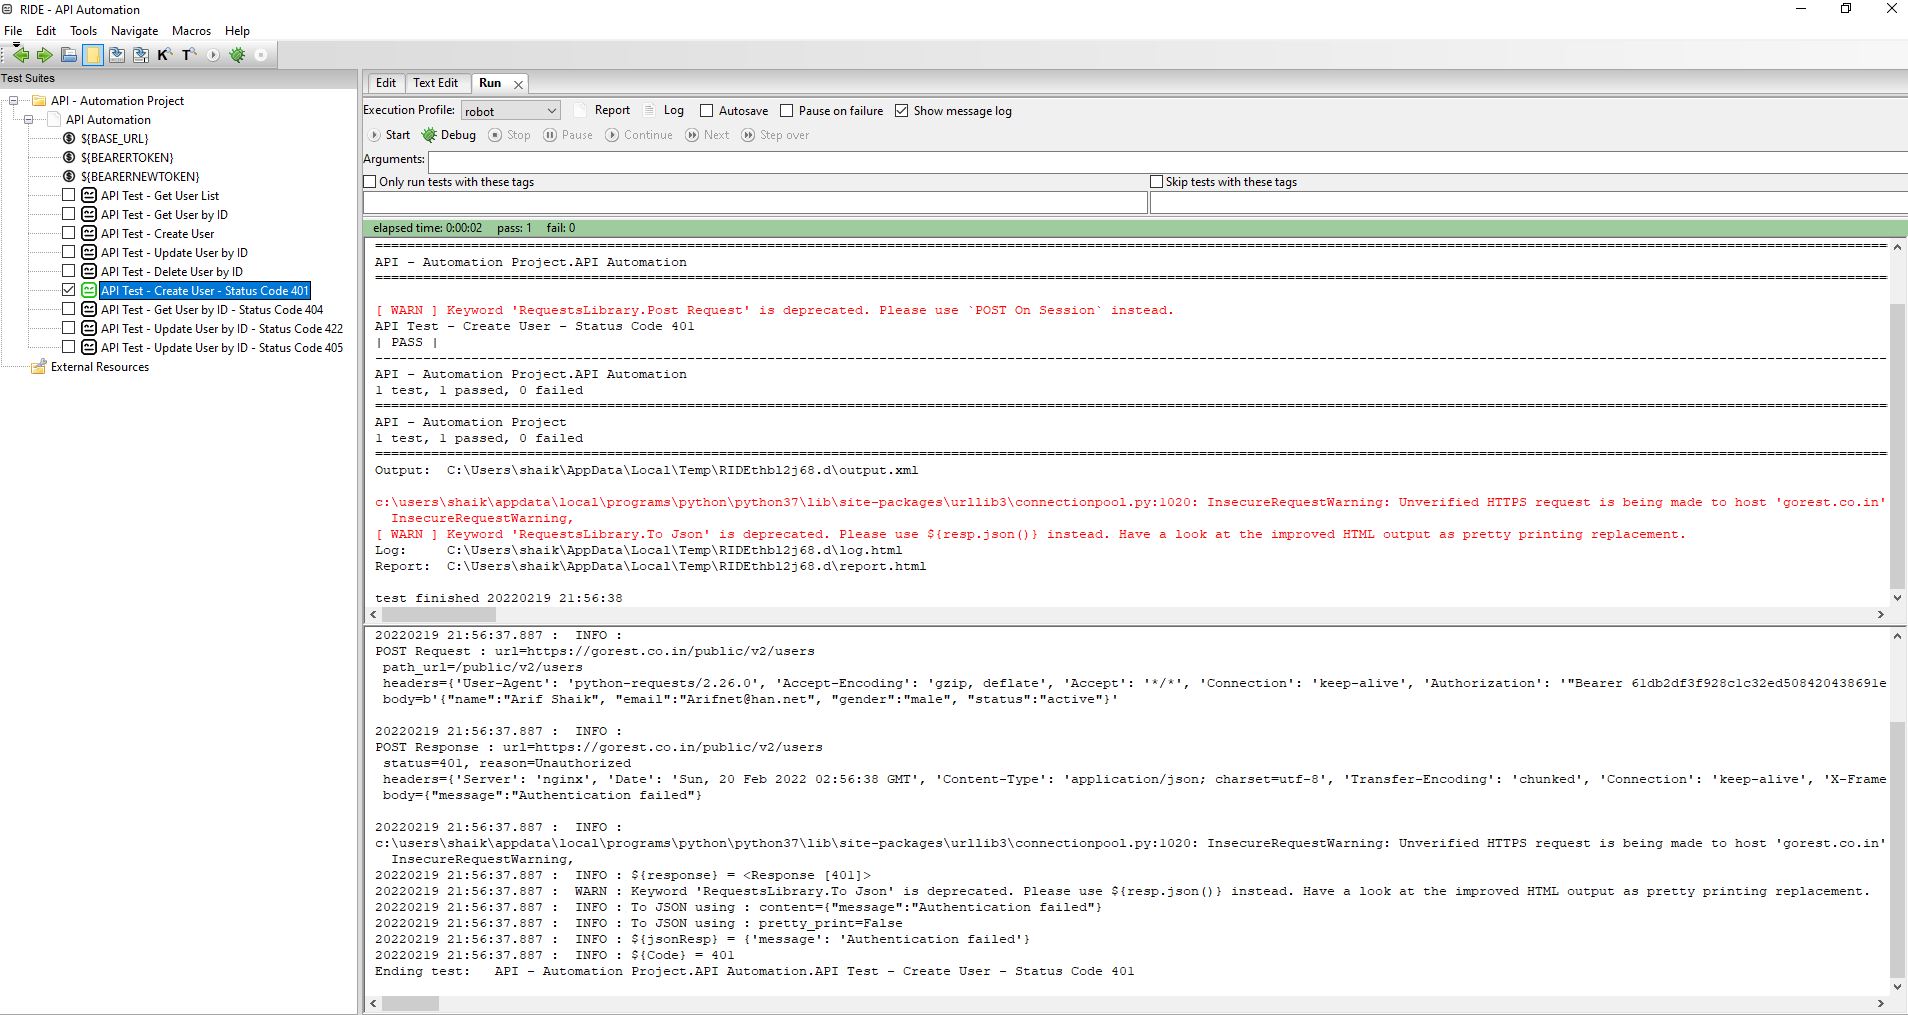 RIDE - API Automation
File Edit Tools Navigate Macros Help
Test Suites
API - Automation Project
API Automation
${BASE_URL}
${BEARERTOKEN}
${BEARERNEWTOKEN}
API Test - Get User List
API Test - Get User by ID
API Test - Create User
API Test - Update User by ID
API Test - Delete User by ID
API Test - Create User - Status Code 401
API Test - Get User by ID - Status Code 404
API Test - Update User by ID - Status Code 422
API Test - Update User by ID - Status Code 405
External Resources
Edit Text Edit Run
Execution Profile: robot Report Log Autosave Pause on failure Show message log
Start Debug Stop Pause Continue Next Step over
Arguments:
Only run tests with these tags Skip tests with these tags
elapsed time: 0:00:02 pass: 1 fail: 0
API - Automation Project.API Automation
[ WARN ] Keyword 'RequestsLibrary.Post Request' is deprecated. Please use `POST On Session` instead.
API Test - Create User - Status Code 401
| PASS |
API - Automation Project.API Automation
1 test, 1 passed, 0 failed
API - Automation Project
1 test, 1 passed, 0 failed
Output: C:\Users\shaik\AppData\Local\Temp\RIDEthbl2j68.d\output.xml
c:\users\shaik\appdata\local\programs\python\python37\lib\site-packages\urllib3\connectionpool.py:1020: InsecureRequestWarning: Unverified HTTPS request is being made to host 'gorest.co.in'
InsecureRequestWarning,
[ WARN ] Keyword 'RequestsLibrary.To Json' is deprecated. Please use ${resp.json()} instead. Have a look at the improved HTML output as pretty printing replacement.
Log: C:\Users\shaik\AppData\Local\Temp\RIDEthbl2j68.d\log.html
Report: C:\Users\shaik\AppData\Local\Temp\RIDEthbl2j68.d\report.html
test finished 20220219 21:56:38
20220219 21:56:37.887 : INFO :
POST Request : url=https://gorest.co.in/public/v2/users
path_url=/public/v2/users
headers={'User-Agent': 'python-requests/2.26.0', 'Accept-Encoding': 'gzip, deflate', 'Accept': '*/*', 'Connection': 'keep-alive', 'Authorization': '"Bearer 61db2df3f928c1c32ed508420438691e
body=b'{"name":"Arif Shaik", "email":"Arifnet@han.net", "gender":"male", "status":"active"}'
20220219 21:56:37.887 : INFO :
POST Response : url=https://gorest.co.in/public/v2/users
status=401, reason=Unauthorized
headers={'Server': 'nginx', 'Date': 'Sun, 20 Feb 2022 02:56:38 GMT', 'Content-Type': 'application/json; charset=utf-8', 'Transfer-Encoding': 'chunked', 'Connection': 'keep-alive', 'X-Frame
body={"message":"Authentication failed"}
20220219 21:56:37.887 : INFO :
c:\users\shaik\appdata\local\programs\python\python37\lib\site-packages\urllib3\connectionpool.py:1020: InsecureRequestWarning: Unverified HTTPS request is being made to host 'gorest.co.in'
InsecureRequestWarning,
20220219 21:56:37.887 : INFO : ${response} = <Response [401]>
20220219 21:56:37.887 : WARN : Keyword 'RequestsLibrary.To Json' is deprecated. Please use ${resp.json()} instead. Have a look at the improved HTML output as pretty printing replacement.
20220219 21:56:37.887 : INFO : To JSON using : content={"message":"Authentication failed"}
20220219 21:56:37.887 : INFO : To JSON using : pretty_print=False
20220219 21:56:37.887 : INFO : ${jsonResp} = {'message': 'Authentication failed'}
20220219 21:56:37.887 : INFO : ${Code} = 401
Ending test: API - Automation Project.API Automation.API Test - Create User - Status Code 401